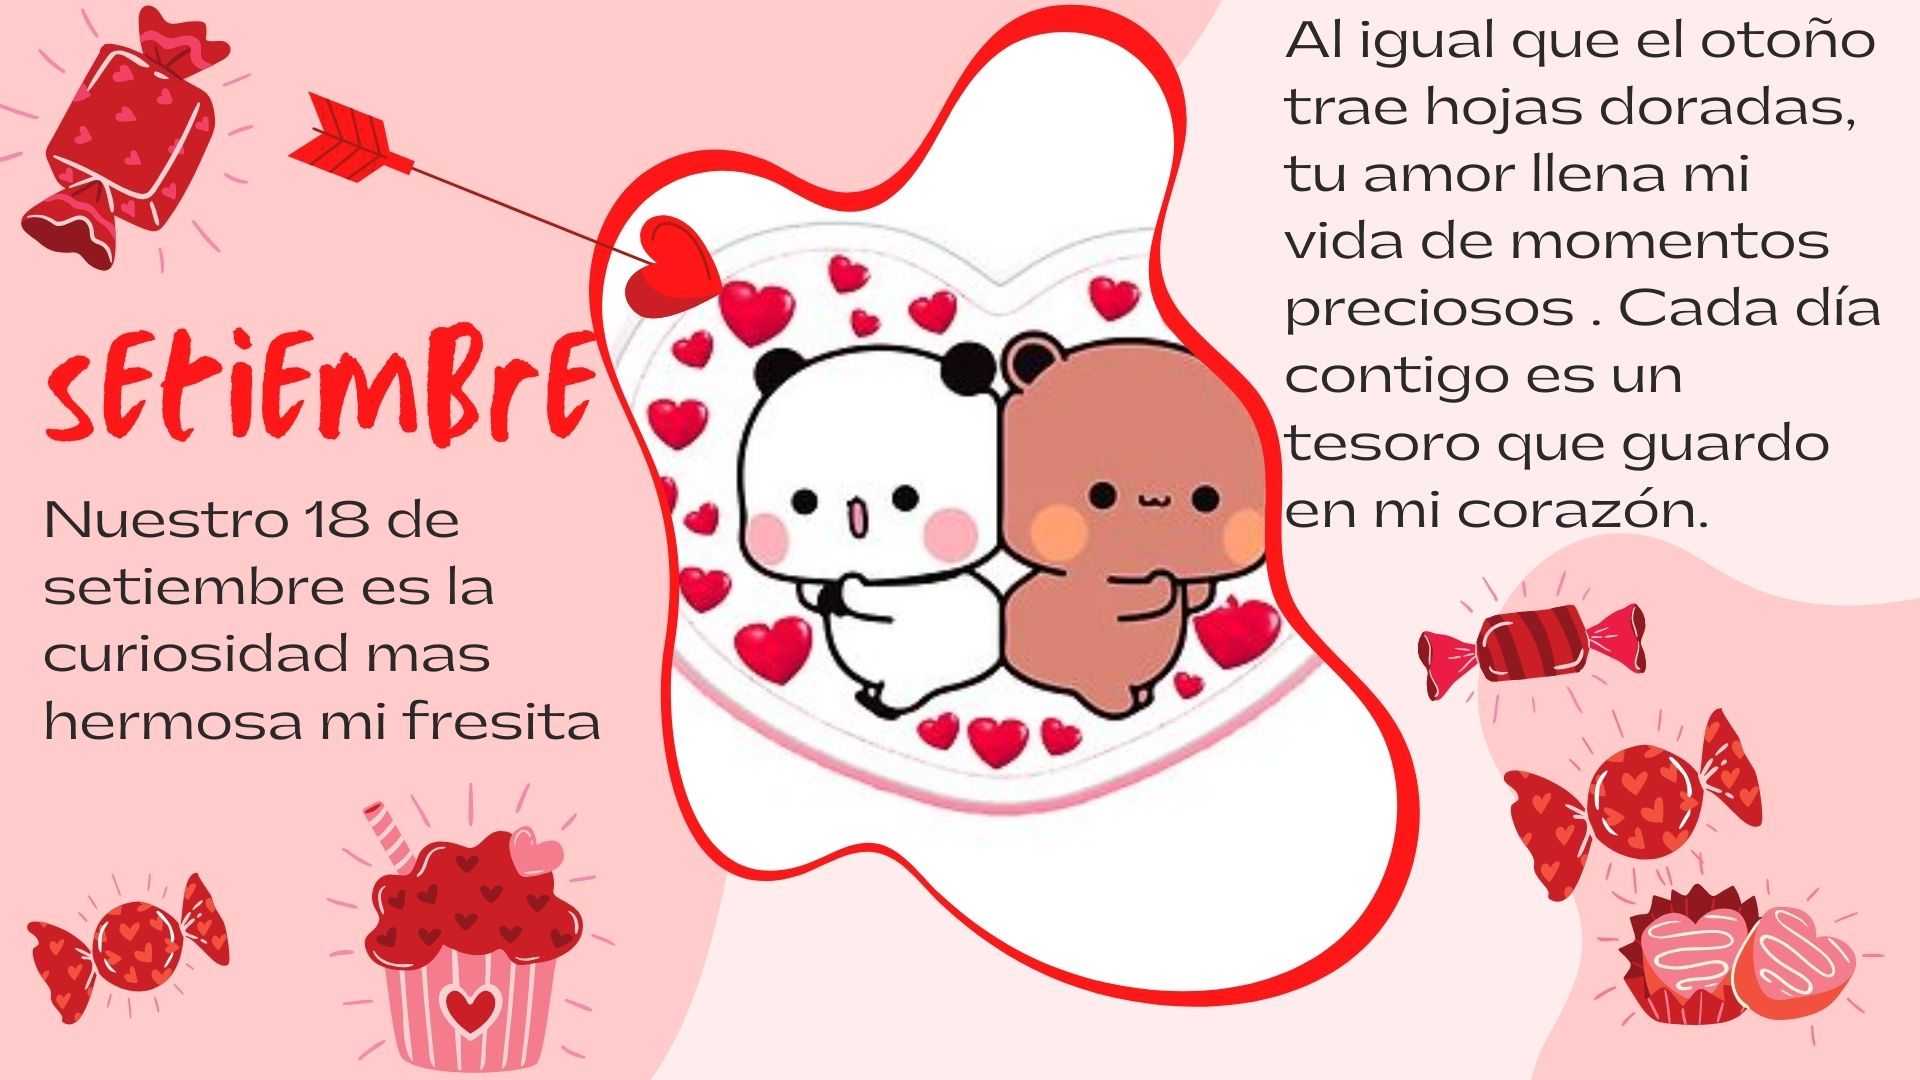 sEtiEmBrE
Nuestro 18 de
setiembre es la
curiosidad mas
hermosa mi fresita
Al igual que el otoño
trae hojas doradas,
tu amor llena mi
vida de momentos
preciosos . Cada día
contigo es un
tesoro que guardo
en mi corazón.